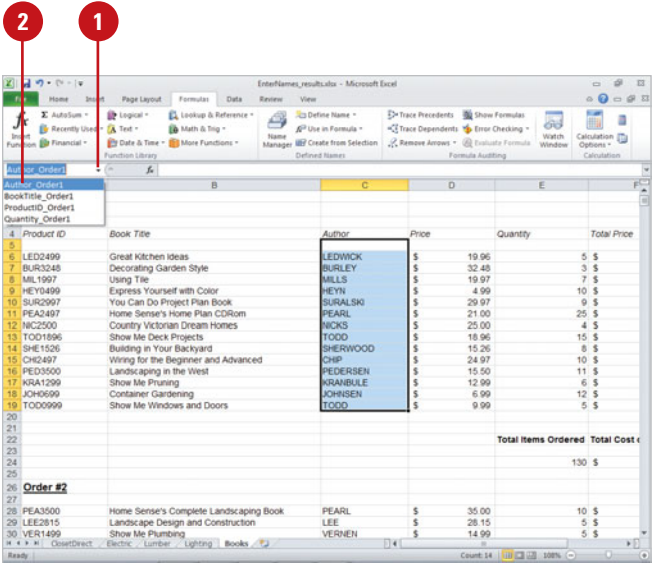 2 1
EnterNames_results.xlsx - Microsoft Excel
File Home Insert Page Layout Formulas Data Review View
Insert Function
Σ AutoSum
Recently Used
Financial
Logical
Text
Date & Time
Lookup & Reference
Math & Trig
More Functions
Function Library
Name Manager
Define Name
Use in Formula
Create from Selection
Defined Names
Trace Precedents
Trace Dependents
Remove Arrows
Show Formulas
Error Checking
Evaluate Formula
Watch Window
Formula Auditing
Calculation Options
Calculation
Author_Order1 fx
Author_Order1
BookTitle_Order1
ProductID_Order1
Quantity_Order1
B C D E F
4 Product ID Book Title Author Price Quantity Total Price
5
6 LED2499 Great Kitchen Ideas LEDWICK $ 19.96 5 $
7 BUR3248 Decorating Garden Style BURLEY $ 32.48 3 $
8 MIL1997 Using Tile MILLS $ 19.97 7 $
9 HEY0499 Express Yourself with Color HEYN $ 4.99 10 $
10 SUR2997 You Can Do Project Plan Book SURALSKI $ 29.97 9 $
11 PEA2497 Home Sense's Home Plan CDRom PEARL $ 21.00 25 $
12 NIC2500 Country Victorian Dream Homes NICKS $ 25.00 4 $
13 TOD1896 Show Me Deck Projects TODD $ 18.96 15 $
14 SHE1526 Building in Your Backyard SHERWOOD $ 15.26 8 $
15 CHI2497 Wiring for the Beginner and Advanced CHIP $ 24.97 10 $
16 PED3500 Landscaping in the West PEDERSEN $ 15.50 11 $
17 KRA1299 Show Me Pruning KRANBULE $ 12.99 6 $
18 JOH0699 Container Gardening JOHNSEN $ 6.99 12 $
19 TOD0999 Show Me Windows and Doors TODD $ 9.99 5 $
20
21
22 Total Items Ordered Total Cost
23
24 130 $
25
26 Order #2
27
28 PEA3500 Home Sense's Complete Landscaping Book PEARL $ 35.00 10 $
29 LEE2815 Landscape Design and Construction LEE $ 28.15 5 $
30 VER1499 Show Me Plumbing VERNEN $ 14.99 5 $
ClosetDirect Electric Lumber Lighting Books
Ready Count: 14 108%